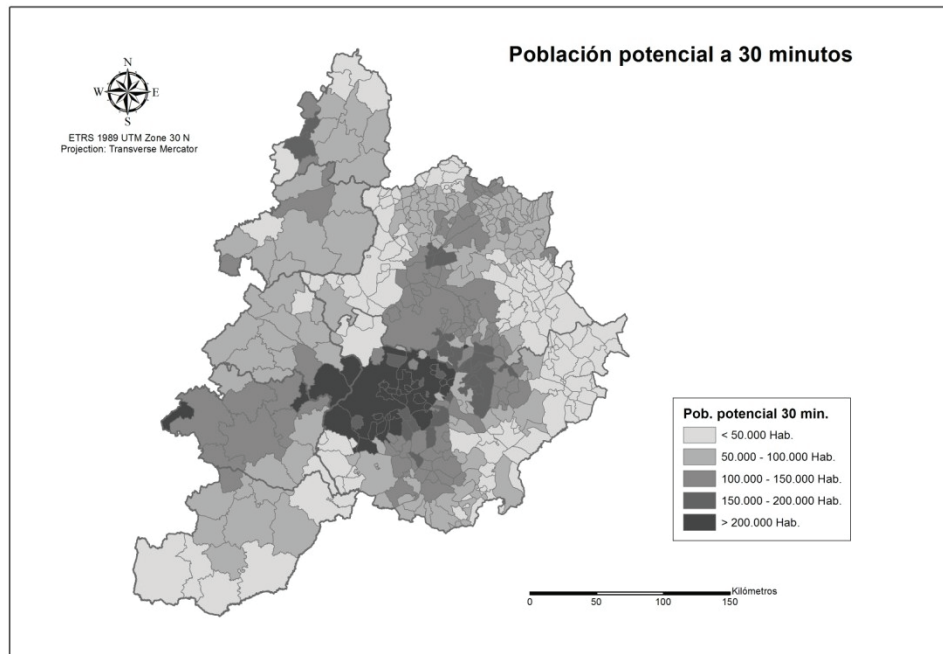 Población potencial a 30 minutos
N
W E
S
ETRS 1989 UTM Zone 30 N
Projection: Transverse Mercator
Pob. potencial 30 min.
< 50.000 Hab.
50.000 - 100.000 Hab.
100.000 - 150.000 Hab.
150.000 - 200.000 Hab.
> 200.000 Hab.
Kilómetros
0 50 100 150